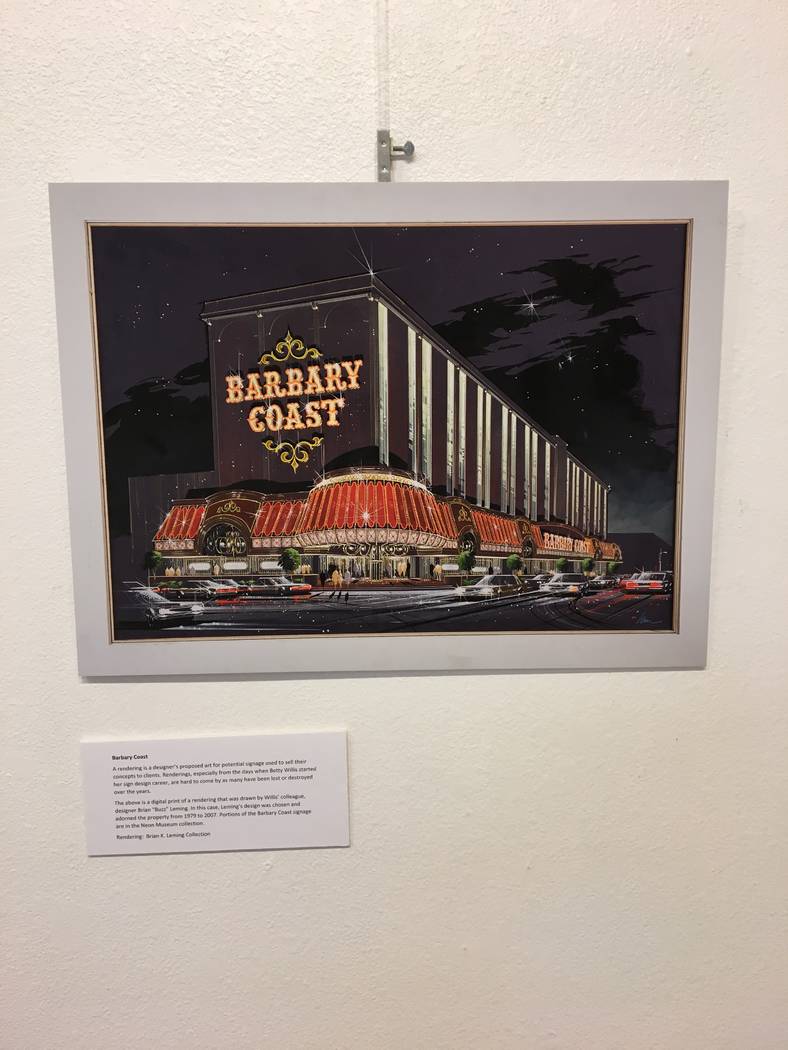 BARBARY
COAST
BARBARY COAST
Barbary Coast
A rendering is a designer's proposed art for potential signage used to sell their
concepts to clients. Renderings, especially from the days when Betty Willis started
her sign design career, are hard to come by as many have been lost or destroyed
over the years.
The above is a digital print of a rendering that was drawn by Willis' colleague,
designer Brian "Buzz" Leming. In this case, Leming's design was chosen and
adorned the property from 1979 to 2007. Portions of the Barbary Coast signage
are in the Neon Museum collection.
Rendering: Brian K. Leming Collection